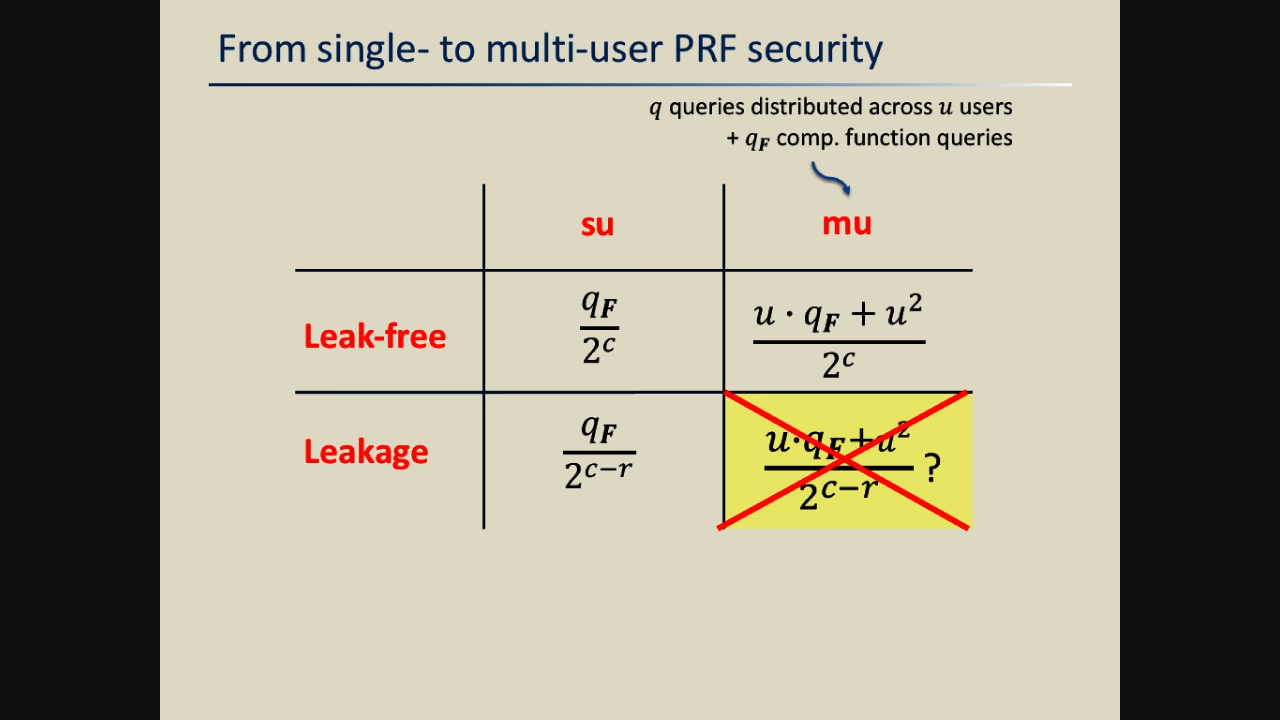 From single- to multi-user PRF security
q queries distributed across u users
+ q_F comp. function queries
su mu
Leak-free q_F / 2^c u · q_F + u^2 / 2^c
Leakage q_F / 2^{c−r} u·q_F+u^2 / 2^{c−r} ?